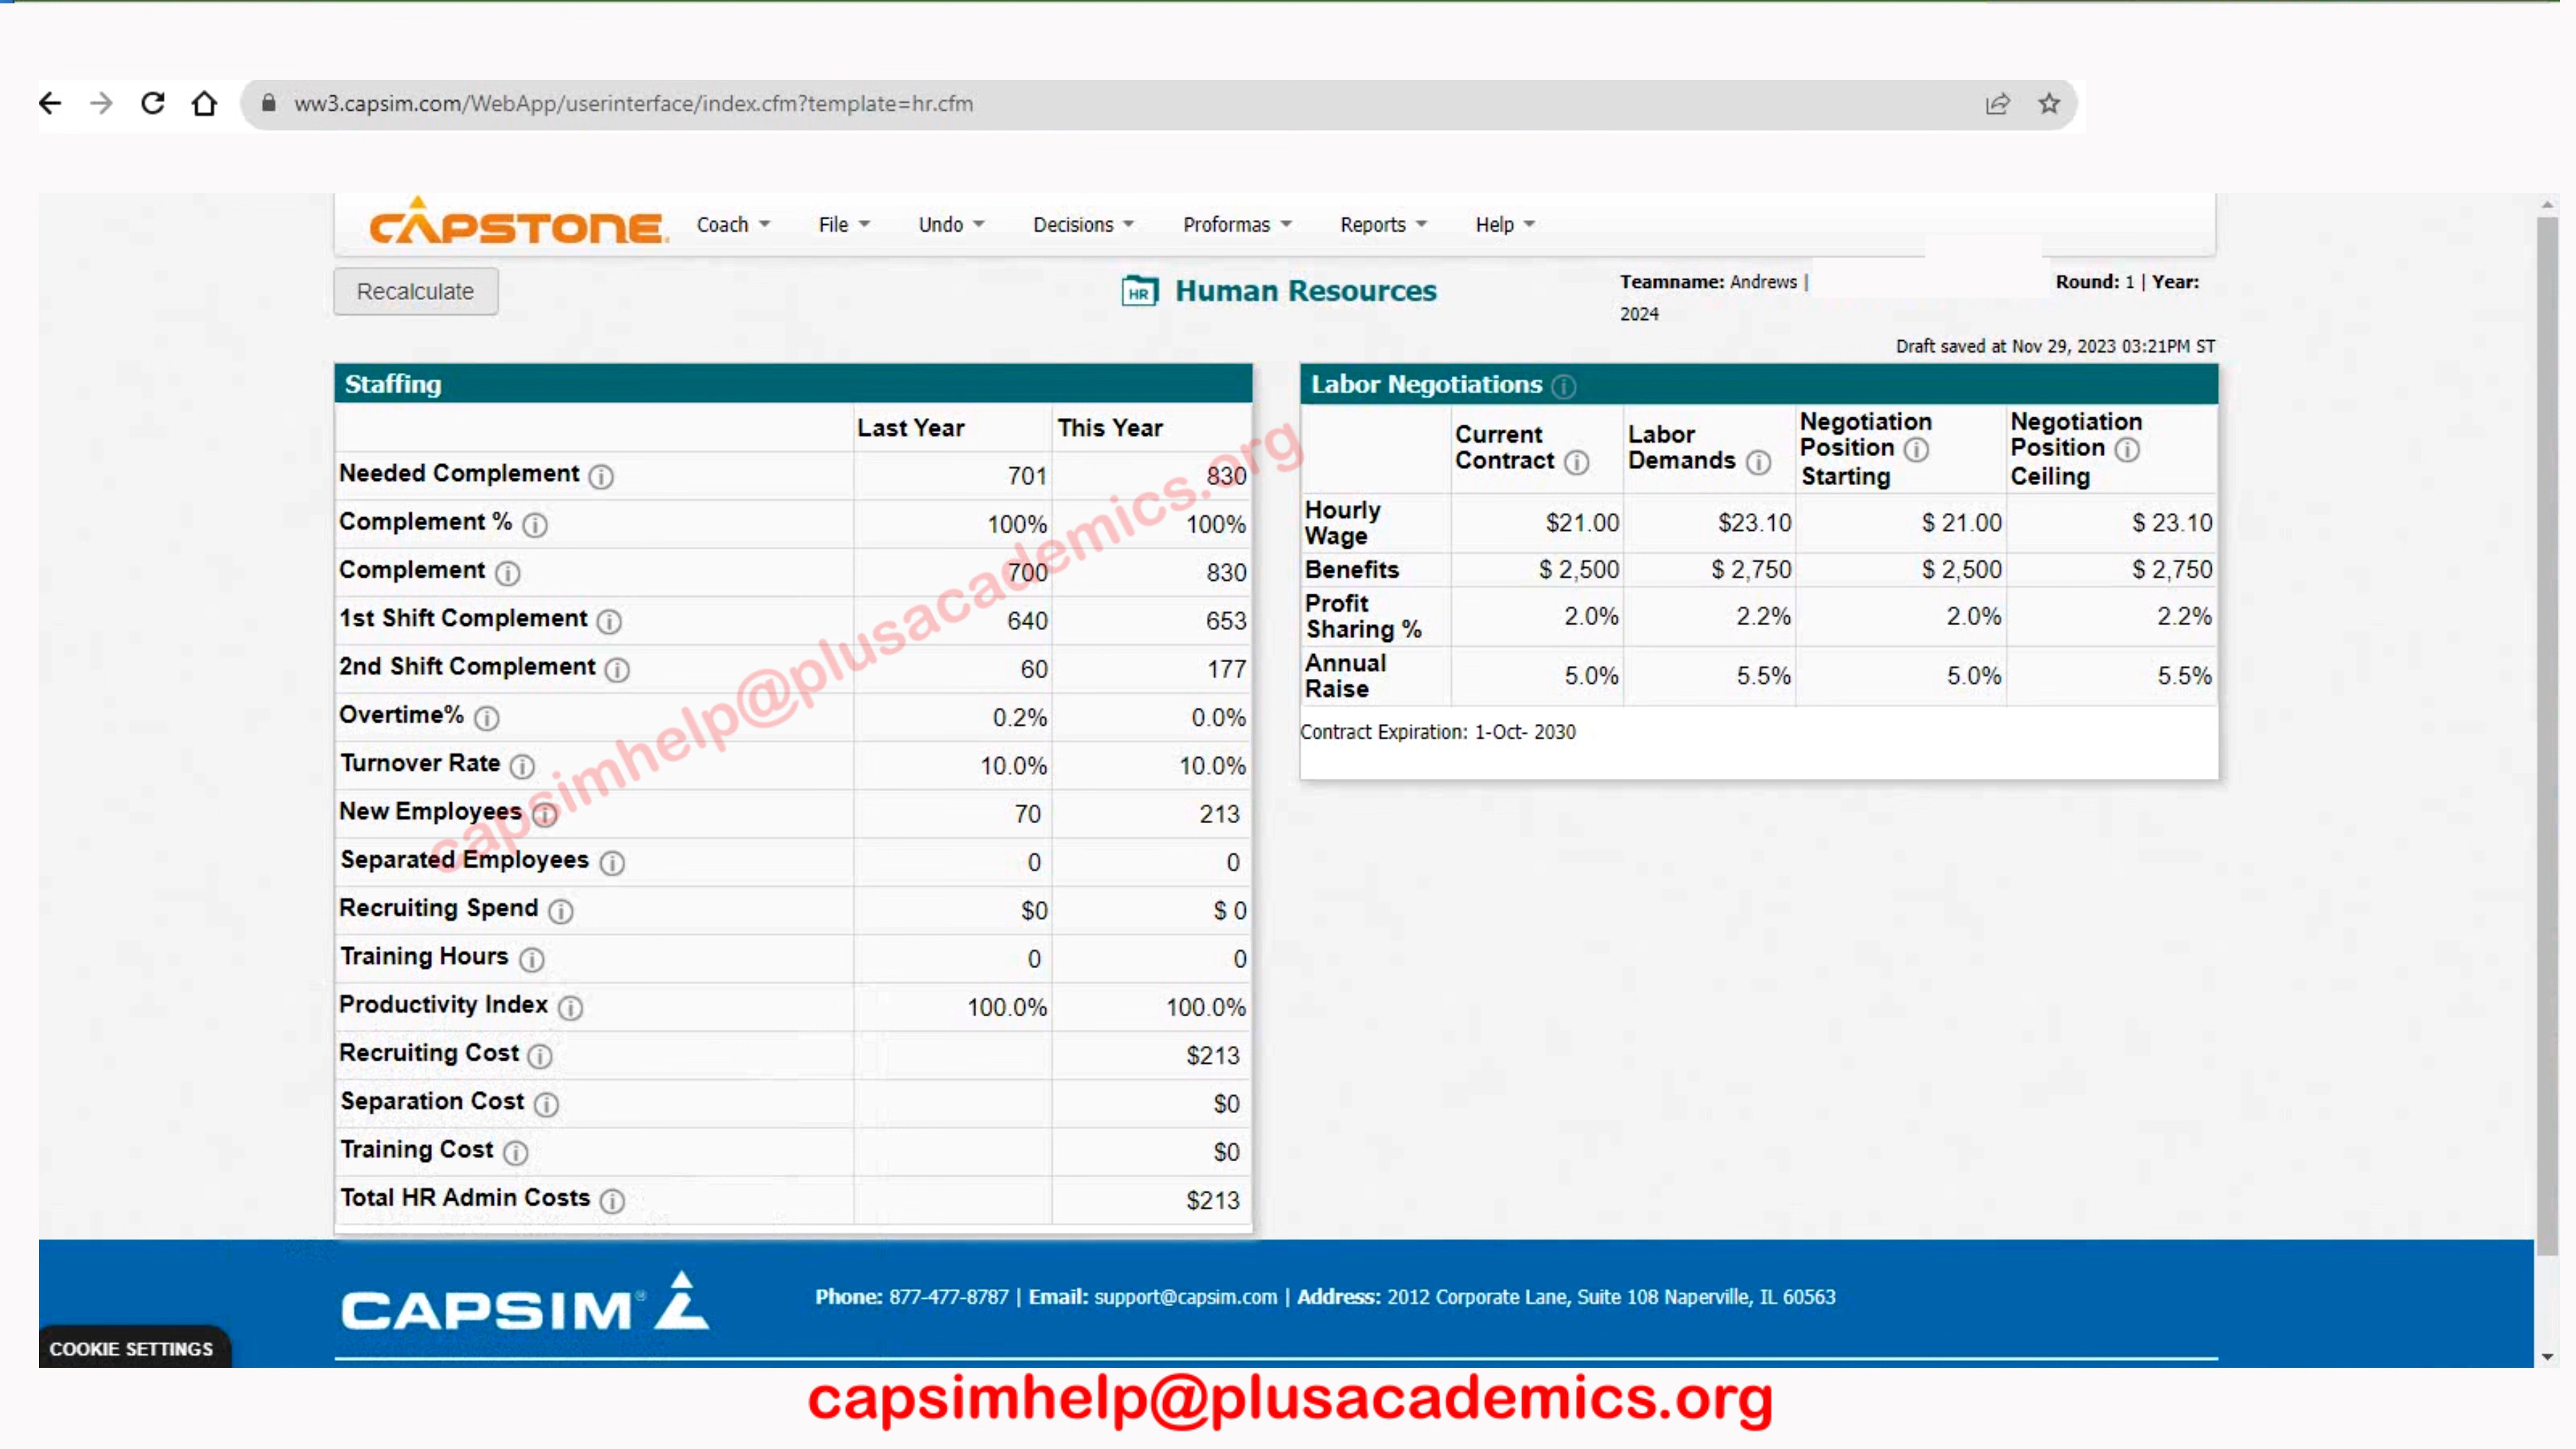 ww3.capsim.com/WebApp/userinterface/index.cfm?template=hr.cfm
CAPSTONE. Coach File Undo Decisions Proformas Reports Help
Recalculate
HR Human Resources
Teamname: Andrews | Round: 1 | Year:
2024
Draft saved at Nov 29, 2023 03:21PM ST
Staffing
Last Year This Year
Needed Complement 701 830
Complement % 100% 100%
Complement 700 830
1st Shift Complement 640 653
2nd Shift Complement 60 177
Overtime% 0.2% 0.0%
Turnover Rate 10.0% 10.0%
New Employees 70 213
Separated Employees 0 0
Recruiting Spend $0 $ 0
Training Hours 0 0
Productivity Index 100.0% 100.0%
Recruiting Cost $213
Separation Cost $0
Training Cost $0
Total HR Admin Costs $213
Labor Negotiations
Current Contract Labor Demands Negotiation Position Starting Negotiation Position Ceiling
Hourly Wage $21.00 $23.10 $ 21.00 $ 23.10
Benefits $ 2,500 $ 2,750 $ 2,500 $ 2,750
Profit Sharing % 2.0% 2.2% 2.0% 2.2%
Annual Raise 5.0% 5.5% 5.0% 5.5%
Contract Expiration: 1-Oct- 2030
capsimhelp@plusacademics.org
CAPSIM®
Phone: 877-477-8787 | Email: support@capsim.com | Address: 2012 Corporate Lane, Suite 108 Naperville, IL 60563
COOKIE SETTINGS
capsimhelp@plusacademics.org